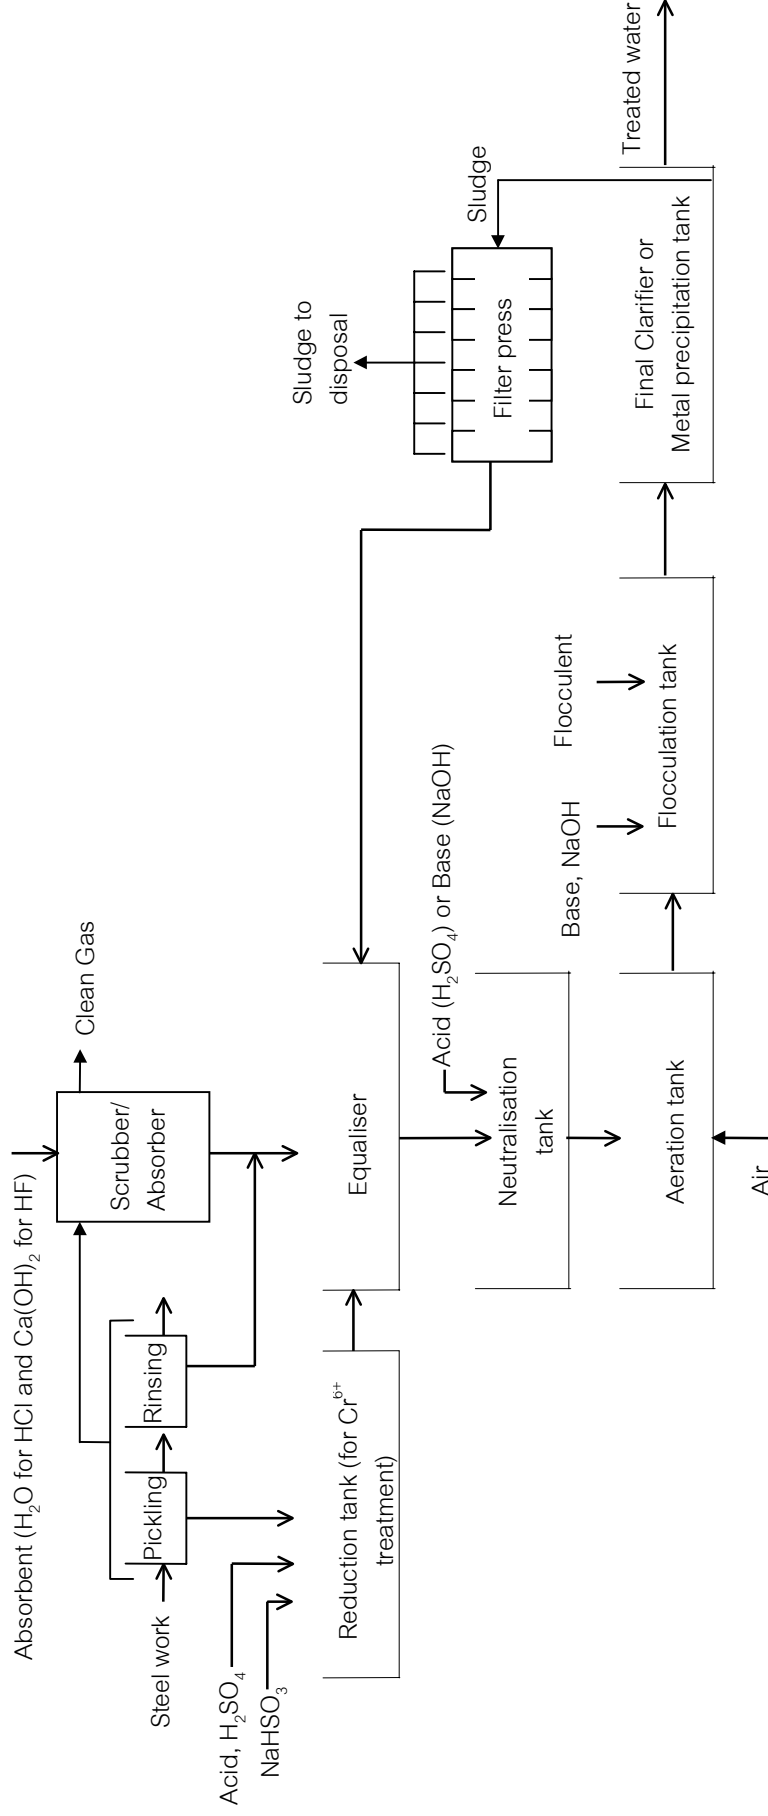 Absorbent (H₂O for HCl and Ca(OH)₂ for HF)
Scrubber/
Absorber
Clean Gas
Steel work
Pickling
Rinsing
Acid, H₂SO₄
NaHSO₃
Reduction tank (for Cr⁶⁺
treatment)
Equaliser
Sludge to
disposal
Acid (H₂SO₄) or Base (NaOH)
Neutralisation
tank
Filter press
Sludge
Base, NaOH
Flocculent
Aeration tank
Air
Flocculation tank
Final Clarifier or
Metal precipitation tank
Treated water